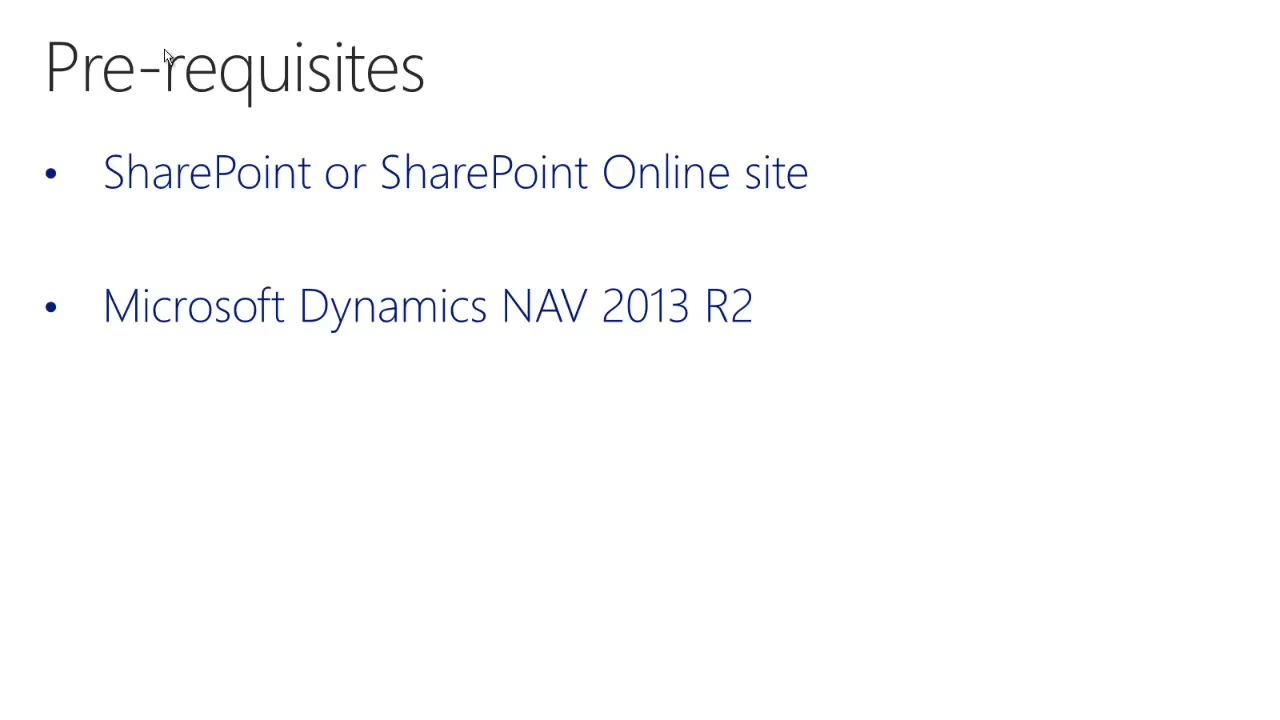 Pre-requisites
• SharePoint or SharePoint Online site
• Microsoft Dynamics NAV 2013 R2